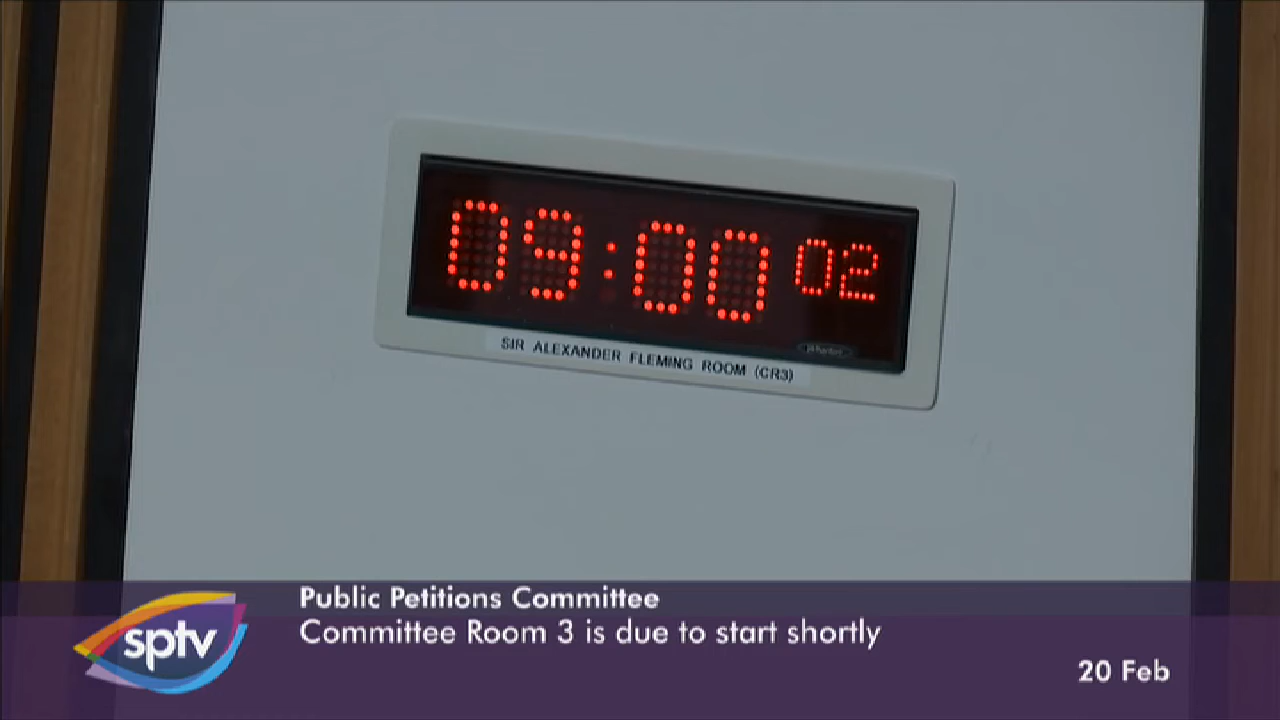 09:00 02
SIR ALEXANDER FLEMING ROOM (CR3)
Public Petitions Committee
sptv
Committee Room 3 is due to start shortly
20 Feb